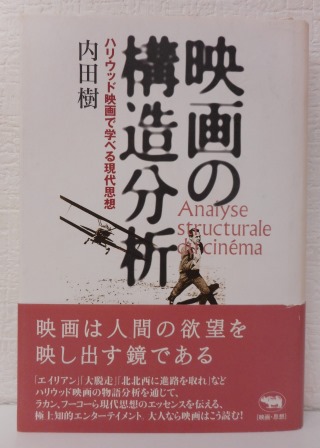 映画の
構造分析
ハリウッド映画で学べる現代思想
内田樹
Analyse
structurale
du cinéma
映画は人間の欲望を
映し出す鏡である
「エイリアン」「大脱走」「北北西に進路を取れ」など
ハリウッド映画の物語分析を通じて、
ラカン、フーコーら現代思想のエッセンスを伝える、
極上知的エンターテイメント。大人なら映画はこう読む!
[映画・思想]